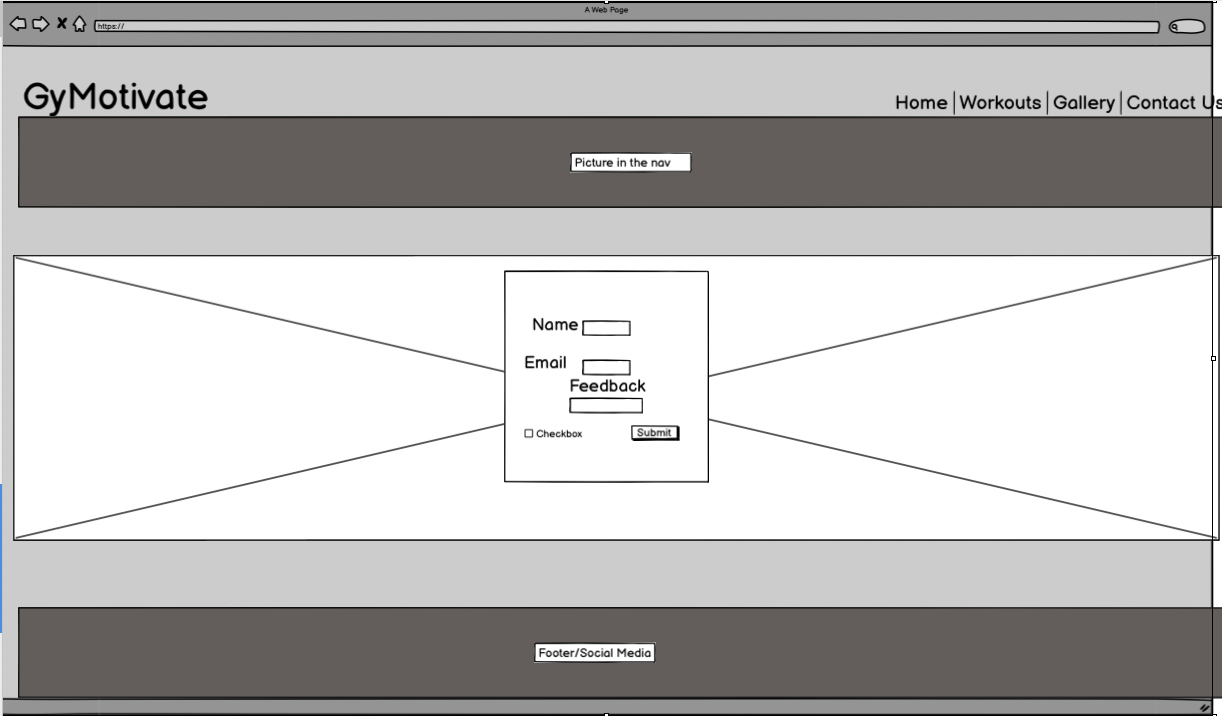 A Web Page
https://
GyMotivate
Home Workouts Gallery Contact Us
Picture in the nav
Name
Email
Feedback
Checkbox Submit
Footer/Social Media